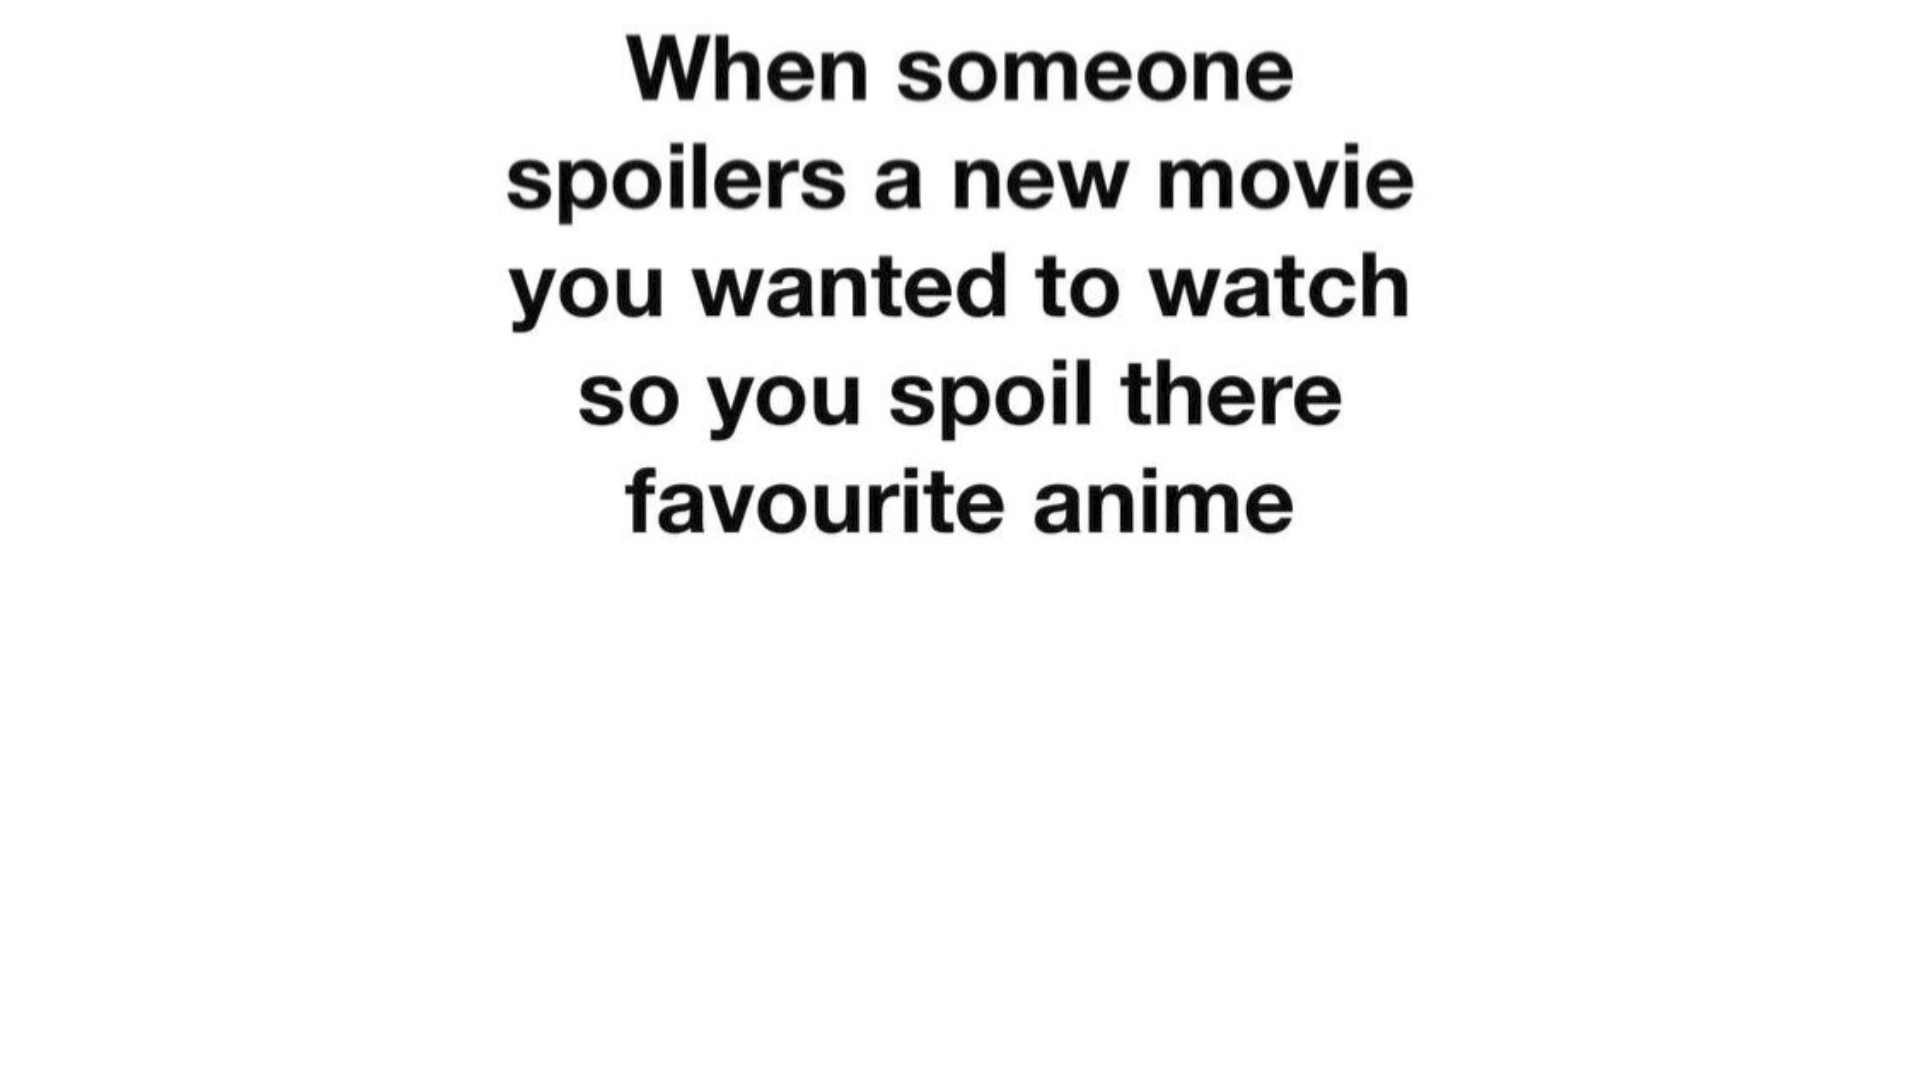 When someone
spoilers a new movie
you wanted to watch
so you spoil there
favourite anime